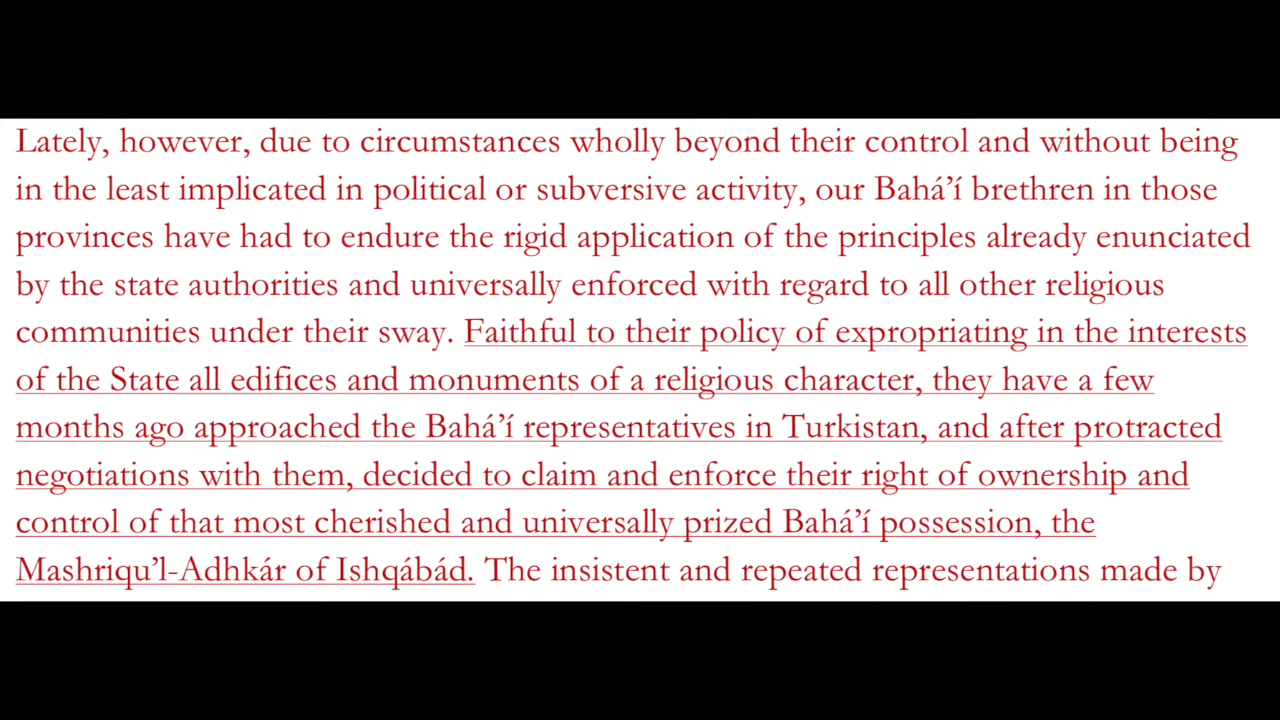 Lately, however, due to circumstances wholly beyond their control and without being
in the least implicated in political or subversive activity, our Bahá’í brethren in those
provinces have had to endure the rigid application of the principles already enunciated
by the state authorities and universally enforced with regard to all other religious
communities under their sway. Faithful to their policy of expropriating in the interests
of the State all edifices and monuments of a religious character, they have a few
months ago approached the Bahá’í representatives in Turkistan, and after protracted
negotiations with them, decided to claim and enforce their right of ownership and
control of that most cherished and universally prized Bahá’í possession, the
Mashriqu’l-Adhkár of Ishqábád. The insistent and repeated representations made by